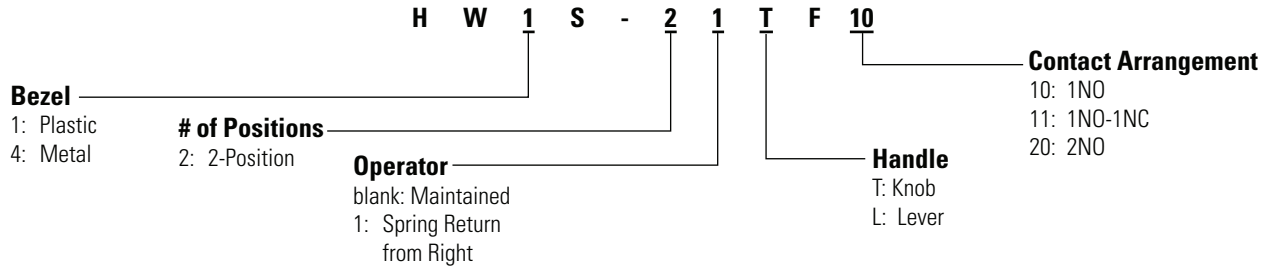 H W 1 S - 2 1 T F 10
Bezel
1: Plastic
4: Metal
# of Positions
2: 2-Position
Operator
blank: Maintained
1: Spring Return
from Right
Handle
T: Knob
L: Lever
Contact Arrangement
10: 1NO
11: 1NO-1NC
20: 2NO